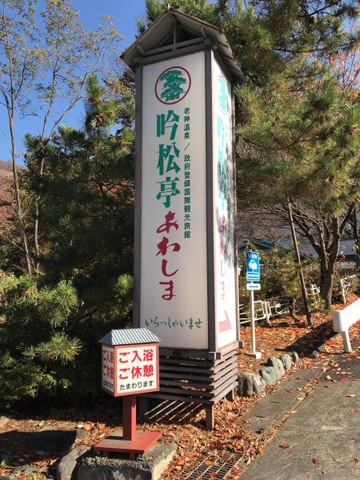 老神温泉/政府登録国際観光旅館
吟松亭あわしま
いらっしゃいませ
ご入浴
ご休憩
たまわります